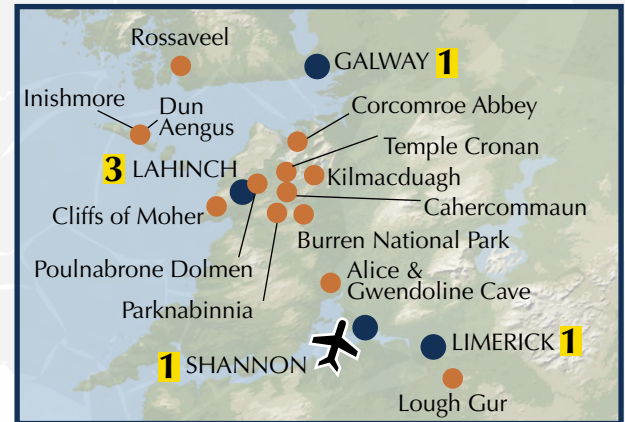 Rossaveel
GALWAY 1
Inishmore
Dun
Aengus
Corcomroe Abbey
Temple Cronan
3 LAHINCH
Kilmacduagh
Cliffs of Moher
Cahercommaun
Burren National Park
Poulnabrone Dolmen
Alice &
Gwendoline Cave
Parknabinnia
LIMERICK 1
1 SHANNON
Lough Gur